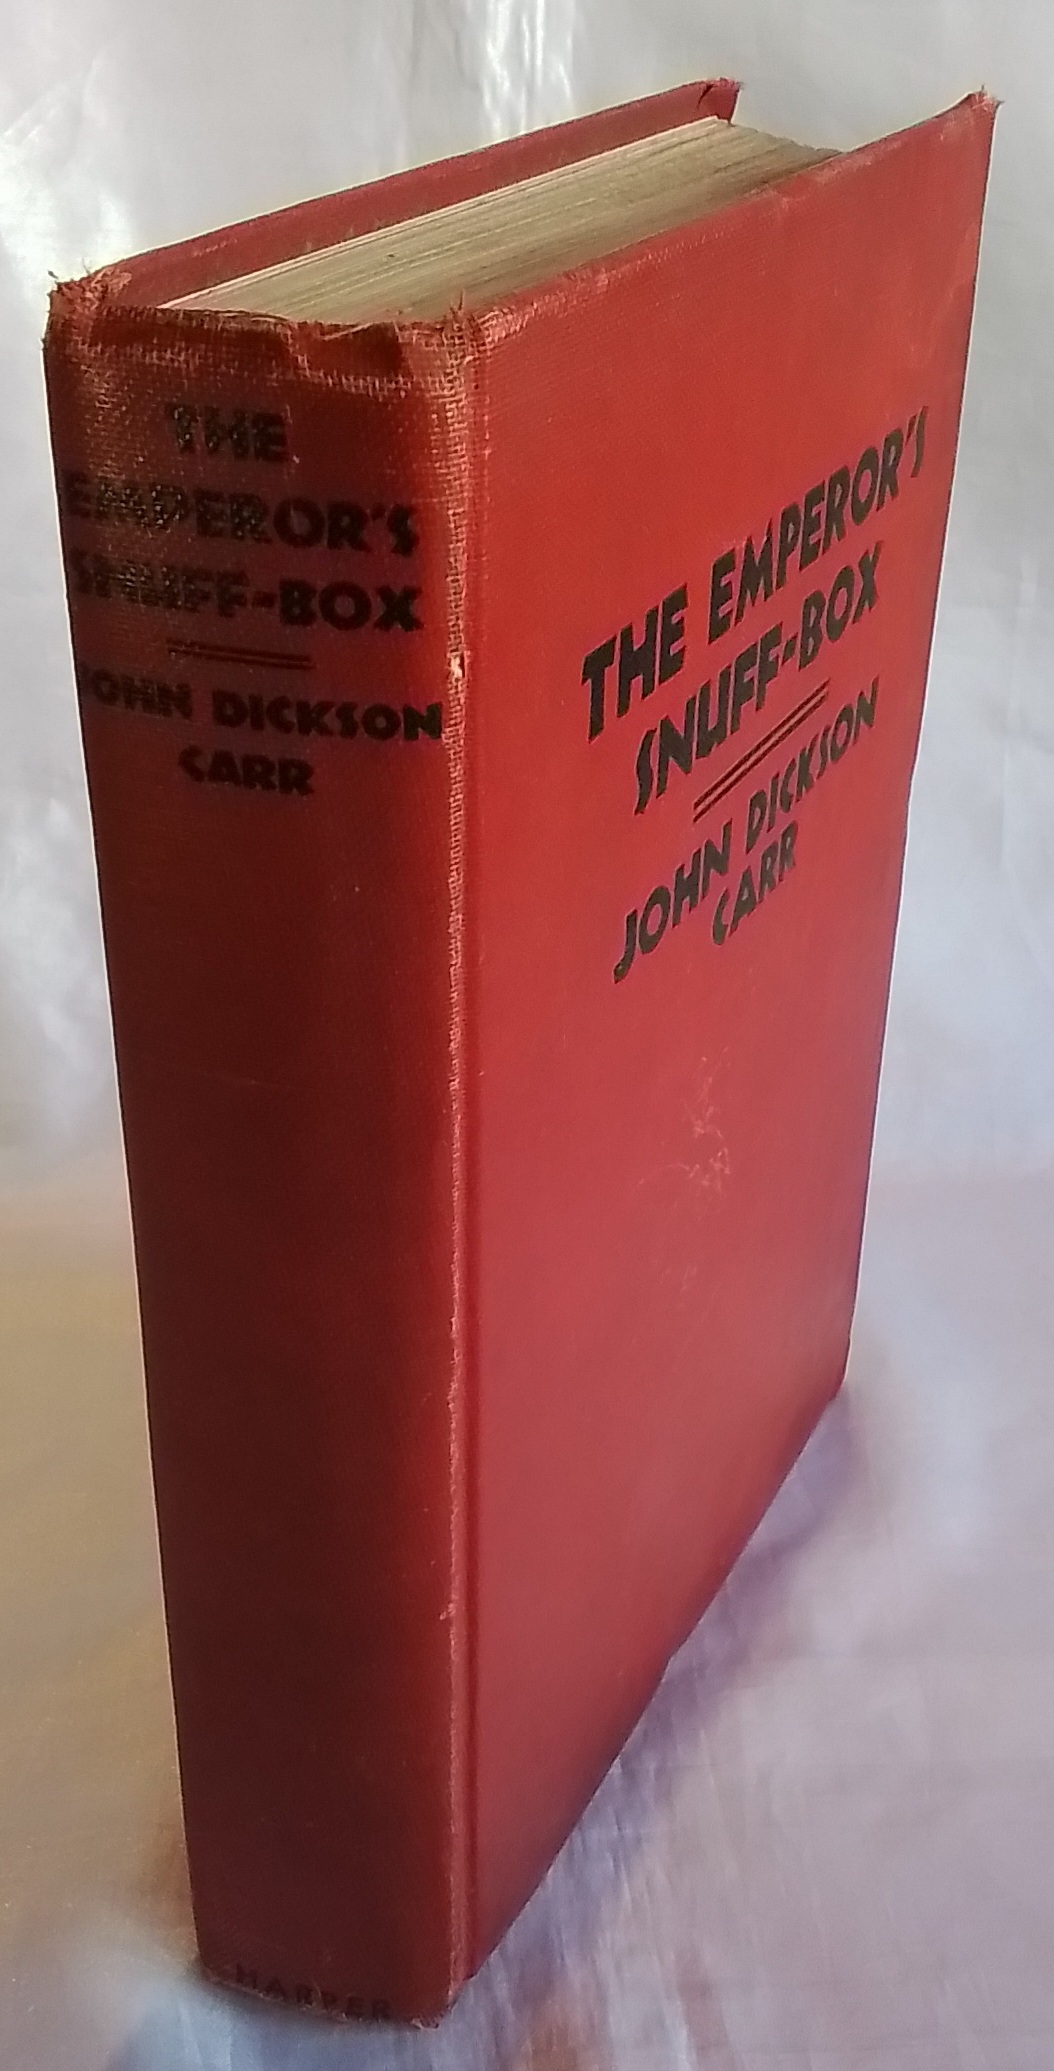 THE
EMPEROR'S
SNUFF-BOX
JOHN DICKSON
CARR
HARPER
THE EMPEROR'S
SNUFF-BOX
JOHN DICKSON
CARR